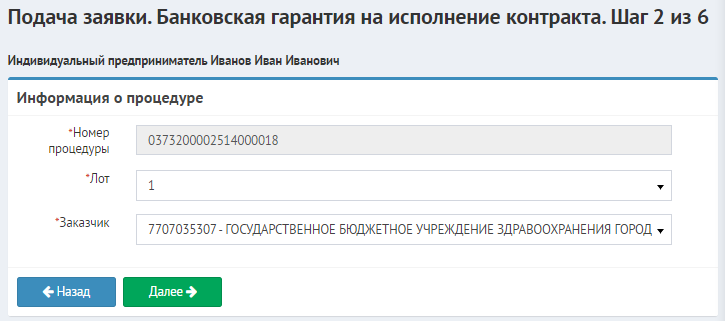 Подача заявки. Банковская гарантия на исполнение контракта. Шаг 2 из 6
Индивидуальный предприниматель Иванов Иван Иванович
Информация о процедуре
*Номер процедуры
0373200002514000018
*Лот
1
*Заказчик
7707035307 - ГОСУДАРСТВЕННОЕ БЮДЖЕТНОЕ УЧРЕЖДЕНИЕ ЗДРАВООХРАНЕНИЯ ГОРОД
Назад
Далее